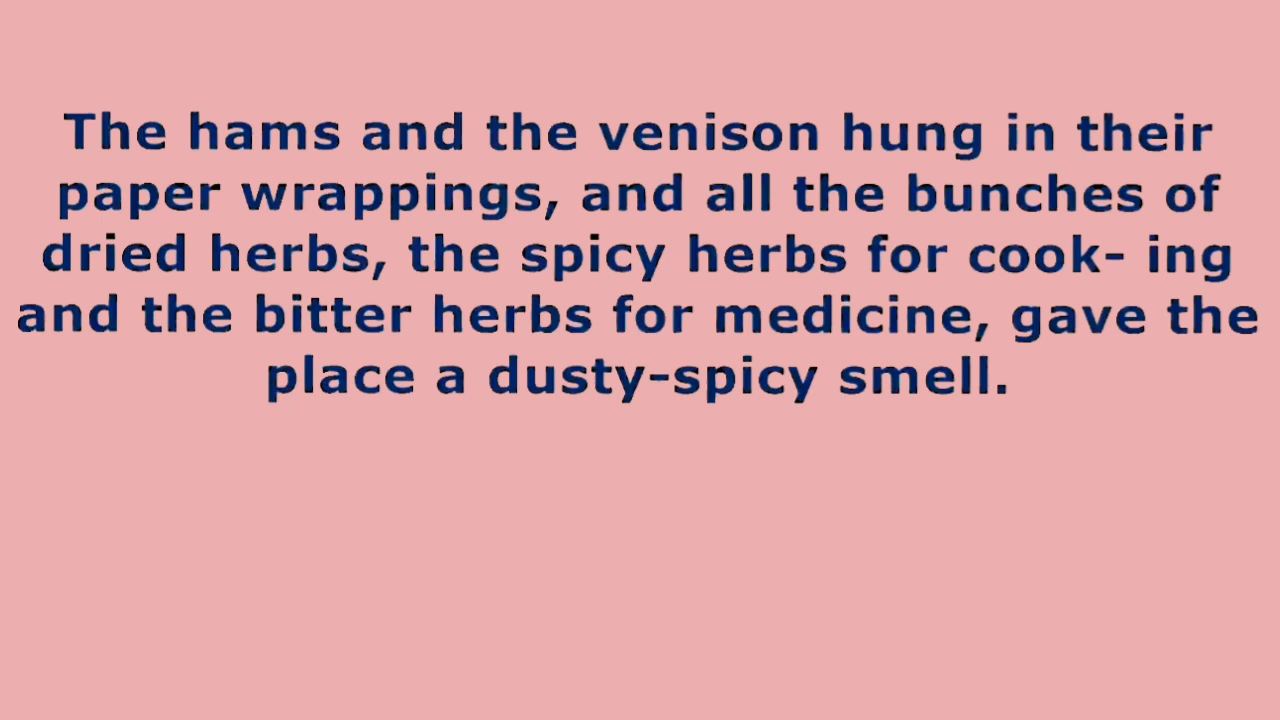 The hams and the venison hung in their
paper wrappings, and all the bunches of
dried herbs, the spicy herbs for cook- ing
and the bitter herbs for medicine, gave the
place a dusty-spicy smell.